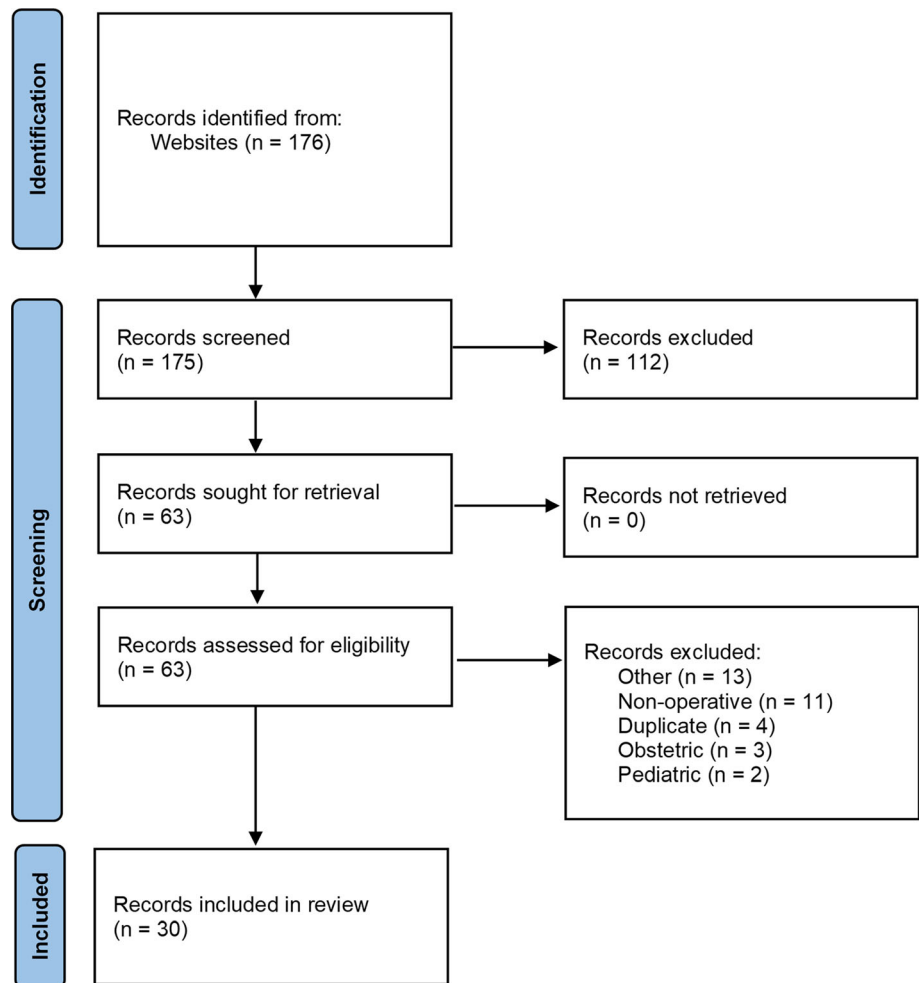 Identification
Records identified from:
Websites (n = 176)
Screening
Records screened
(n = 175)
Records excluded
(n = 112)
Records sought for retrieval
(n = 63)
Records not retrieved
(n = 0)
Records assessed for eligibility
(n = 63)
Records excluded:
Other (n = 13)
Non-operative (n = 11)
Duplicate (n = 4)
Obstetric (n = 3)
Pediatric (n = 2)
Included
Records included in review
(n = 30)